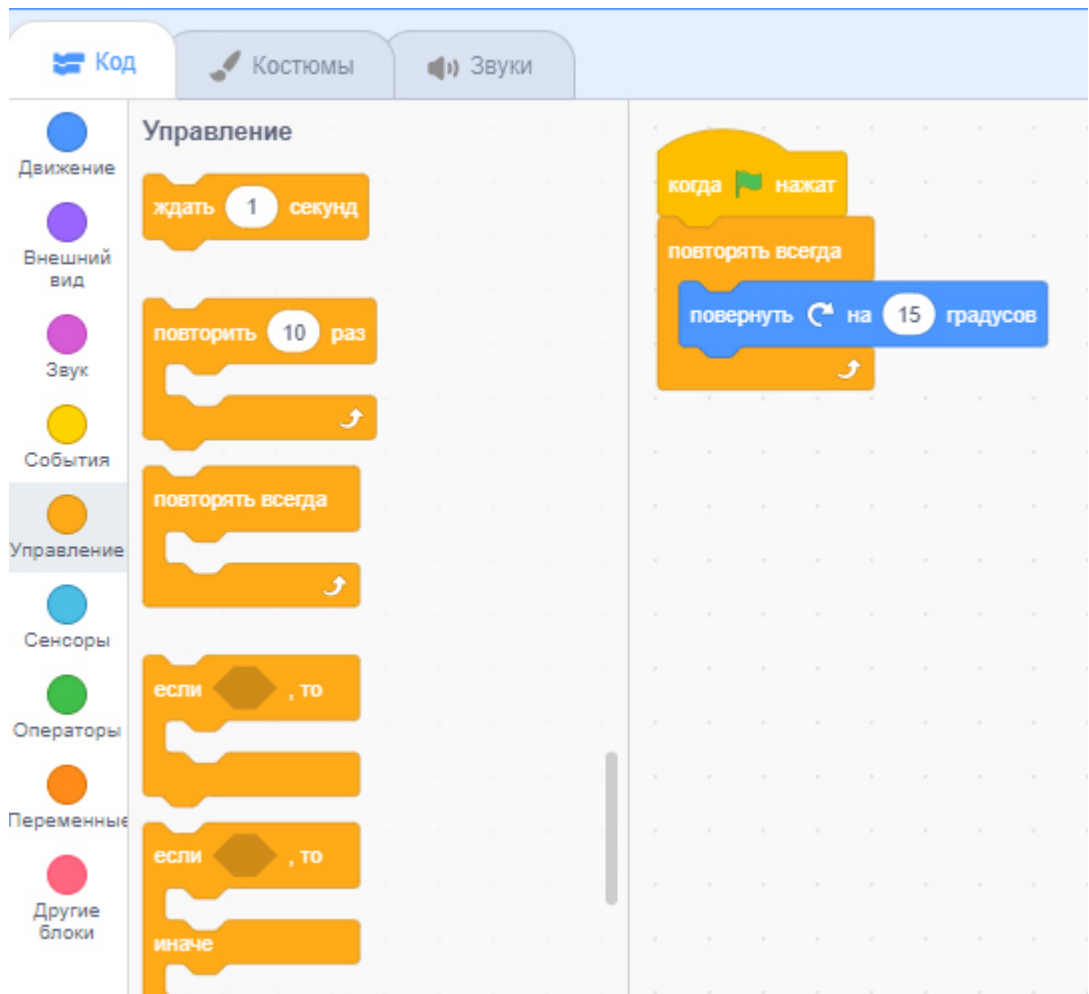 Код
Костюмы
Звуки
Движение
Внешний
вид
Звук
События
Управление
Сенсоры
Операторы
Переменные
Другие
блоки
Управление
ждать 1 секунд
повторить 10 раз
повторять всегда
если , то
если , то
иначе
когда нажат
повторять всегда
повернуть на 15 градусов